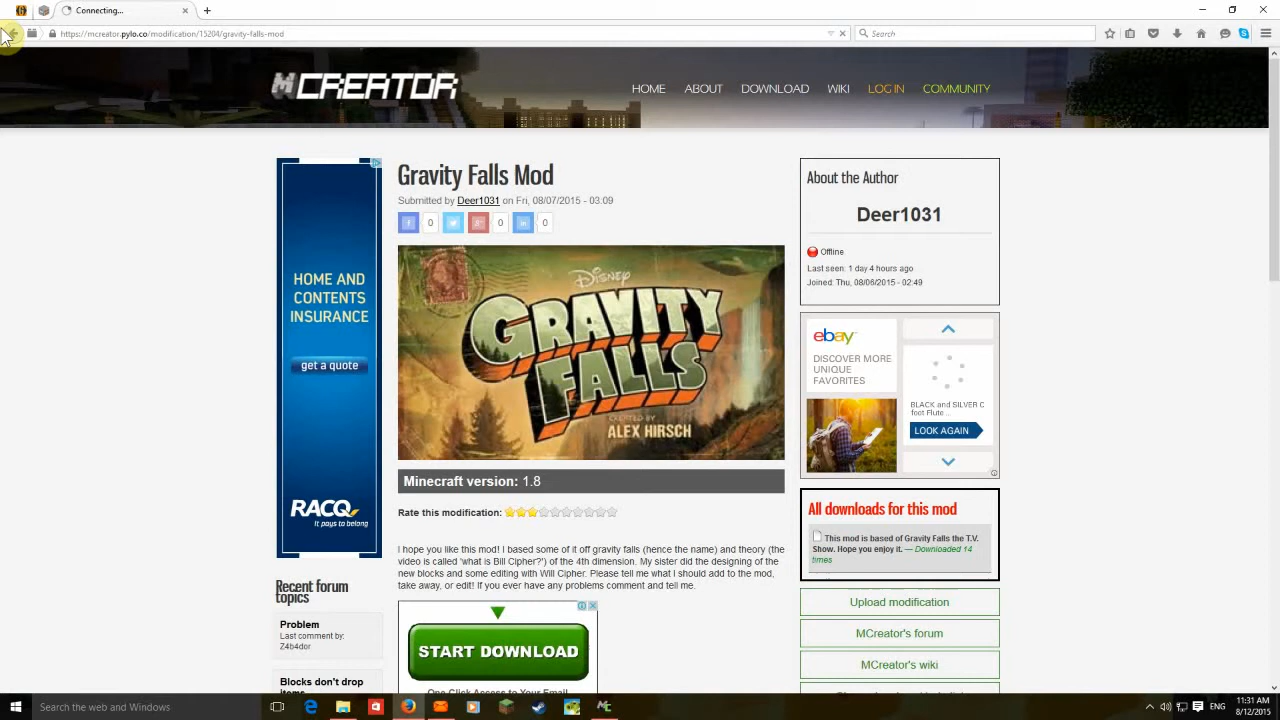 Connecting...
https://mcreator.pylo.co/modification/15204/gravity-falls-mod
Search
MCREATOR
HOME ABOUT DOWNLOAD WIKI LOG IN COMMUNITY
HOME AND
CONTENTS
INSURANCE
get a quote
RACQ
It pays to belong
Recent forum
topics
Problem
Last comment by:
Z4b4dor
Blocks don't drop
Gravity Falls Mod
Submitted by Deer1031 on Fri, 08/07/2015 - 03:09
0 0 0
DISNEY
GRAVITY
FALLS
CREATED BY
ALEX HIRSCH
Minecraft version: 1.8
Rate this modification:
I hope you like this mod! I based some of it off gravity falls (hence the name) and theory (the
video is called 'what is Bill Cipher?') of the 4th dimension. My sister did the designing of the
new blocks and some editing with Will Cipher. Please tell me what I should add to the mod,
take away, or edit! If you ever have any problems comment and tell me.
START DOWNLOAD
One Click Access to Your Email
About the Author
Deer1031
Offline
Last seen: 1 day 4 hours ago
Joined: Thu, 08/06/2015 - 02:49
ebay
DISCOVER MORE
UNIQUE
FAVORITES
BLACK and SILVER C
foot Flute ...
LOOK AGAIN
All downloads for this mod
This mod is based of Gravity Falls the T.V.
Show. Hope you enjoy it. — Downloaded 14
times
Upload modification
MCreator's forum
MCreator's wiki
Search the web and Windows
ENG
11:31 AM
8/12/2015